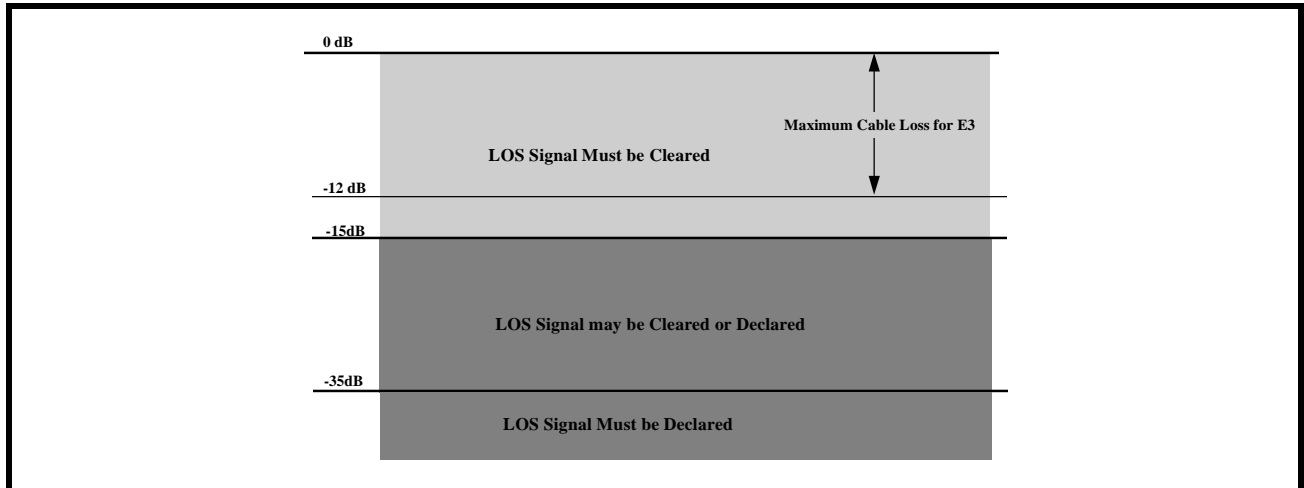 0 dB
Maximum Cable Loss for E3
LOS Signal Must be Cleared
-12 dB
-15dB
LOS Signal may be Cleared or Declared
-35dB
LOS Signal Must be Declared